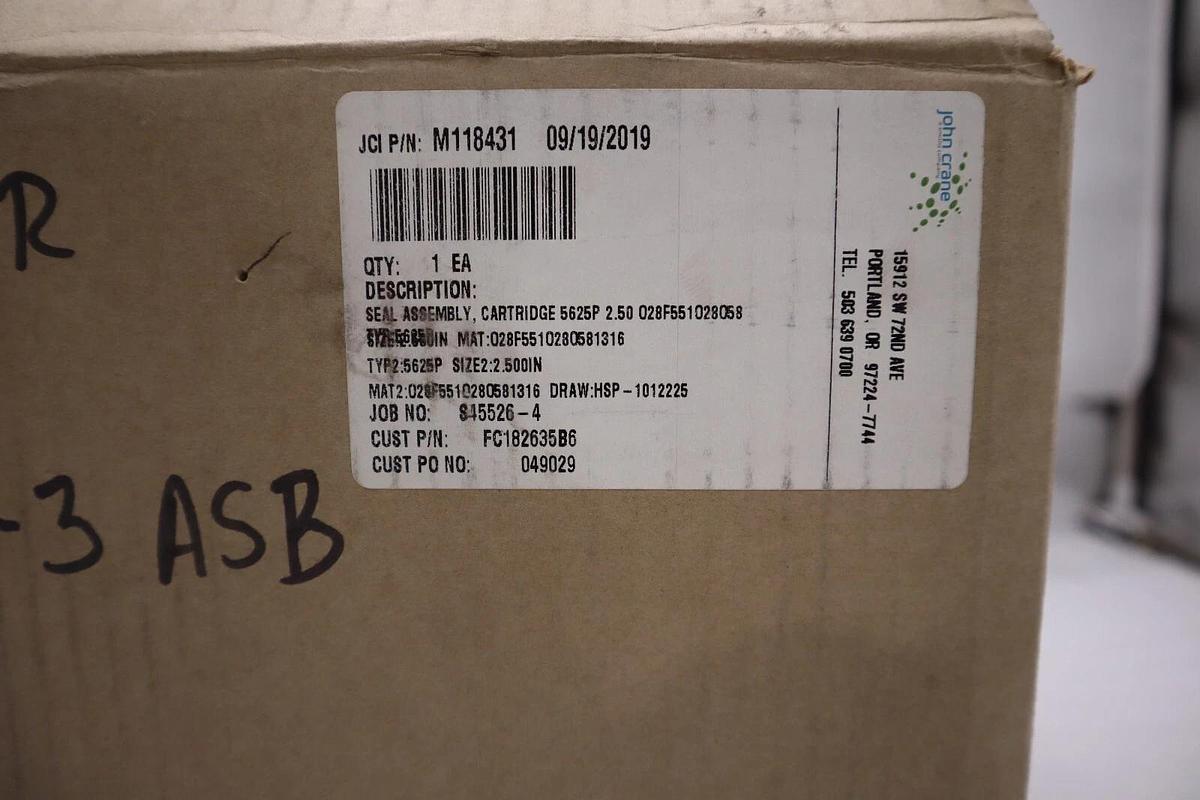 JCI P/N: M118431 09/19/2019
QTY: 1 EA
DESCRIPTION:
SEAL ASSEMBLY, CARTRIDGE 5625P 2.50 028F551028058
MAT:028F5510280581316
TYP2:5625P SIZE2:2.500IN
MAT2:028F5510280581316 DRAW:HSP-1012225
JOB NO: 845526-4
CUST P/N: FC182635B6
CUST PO NO: 049029
john crane
15912 SW 72ND AVE
PORTLAND, OR 97224-7744
TEL. 503 639 0700
R
-3 ASB